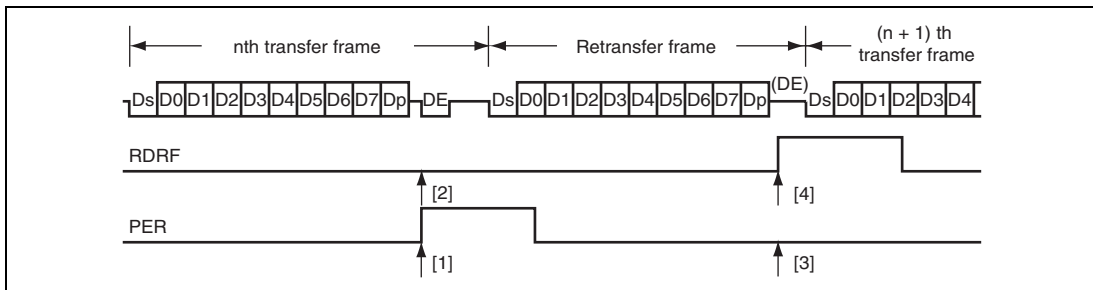 nth transfer frame
Retransfer frame
(n + 1) th
transfer frame
Ds D0 D1 D2 D3 D4 D5 D6 D7 Dp DE Ds D0 D1 D2 D3 D4 D5 D6 D7 Dp (DE) Ds D0 D1 D2 D3 D4
RDRF
[2]
[4]
PER
[1]
[3]